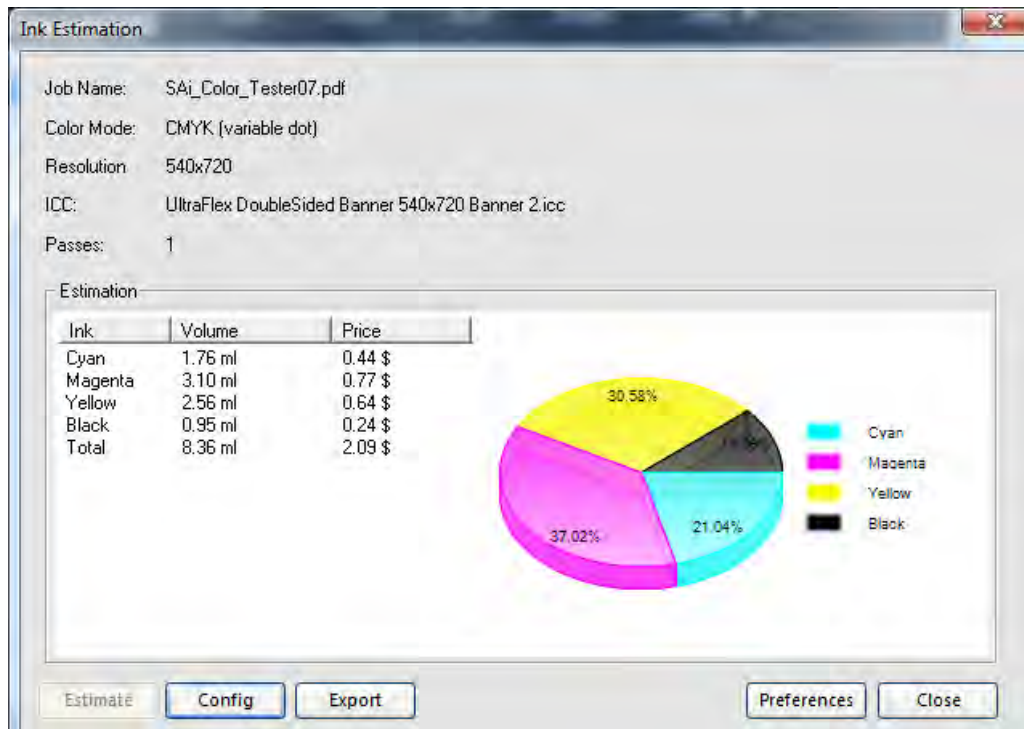 Ink Estimation
Job Name: SAi_Color_Tester07.pdf
Color Mode: CMYK (variable dot)
Resolution 540x720
ICC: UltraFlex DoubleSided Banner 540x720 Banner 2.icc
Passes: 1
Estimation
Ink Volume Price
Cyan 1.76 ml 0.44 $
Magenta 3.10 ml 0.77 $
Yellow 2.56 ml 0.64 $
Black 0.95 ml 0.24 $
Total 8.36 ml 2.09 $
30.58%
37.02%
21.04%
Cyan
Magenta
Yellow
Black
Estimate Config Export Preferences Close